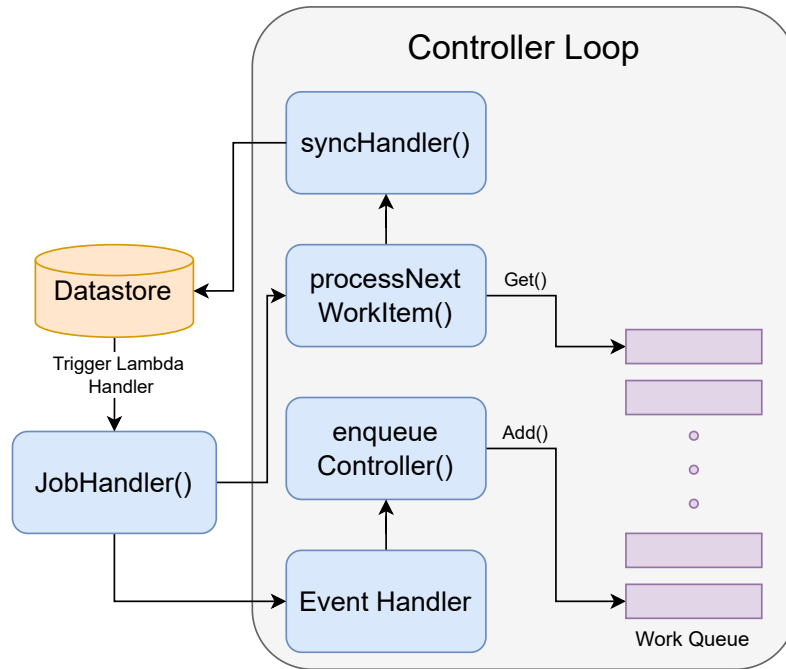 Controller Loop
syncHandler()
processNext
WorkItem()
Get()
Datastore
Trigger Lambda
Handler
enqueue
Controller()
Add()
JobHandler()
Event Handler
Work Queue